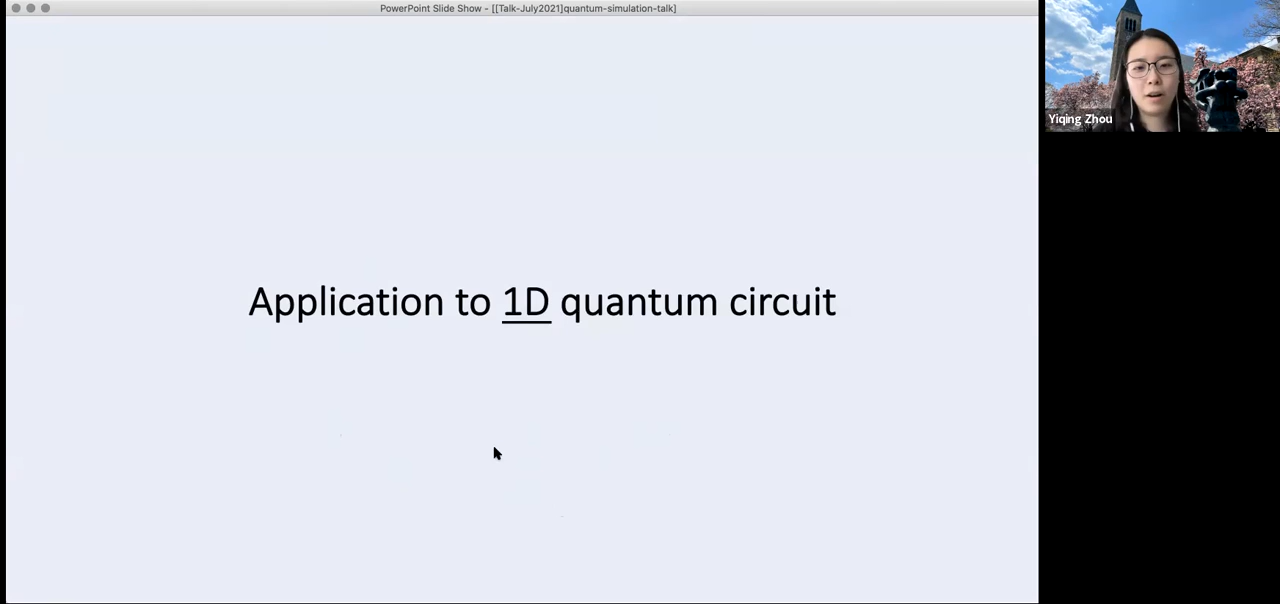 PowerPoint Slide Show - [[Talk-July2021]quantum-simulation-talk]
Yiqing Zhou
Application to 1D quantum circuit